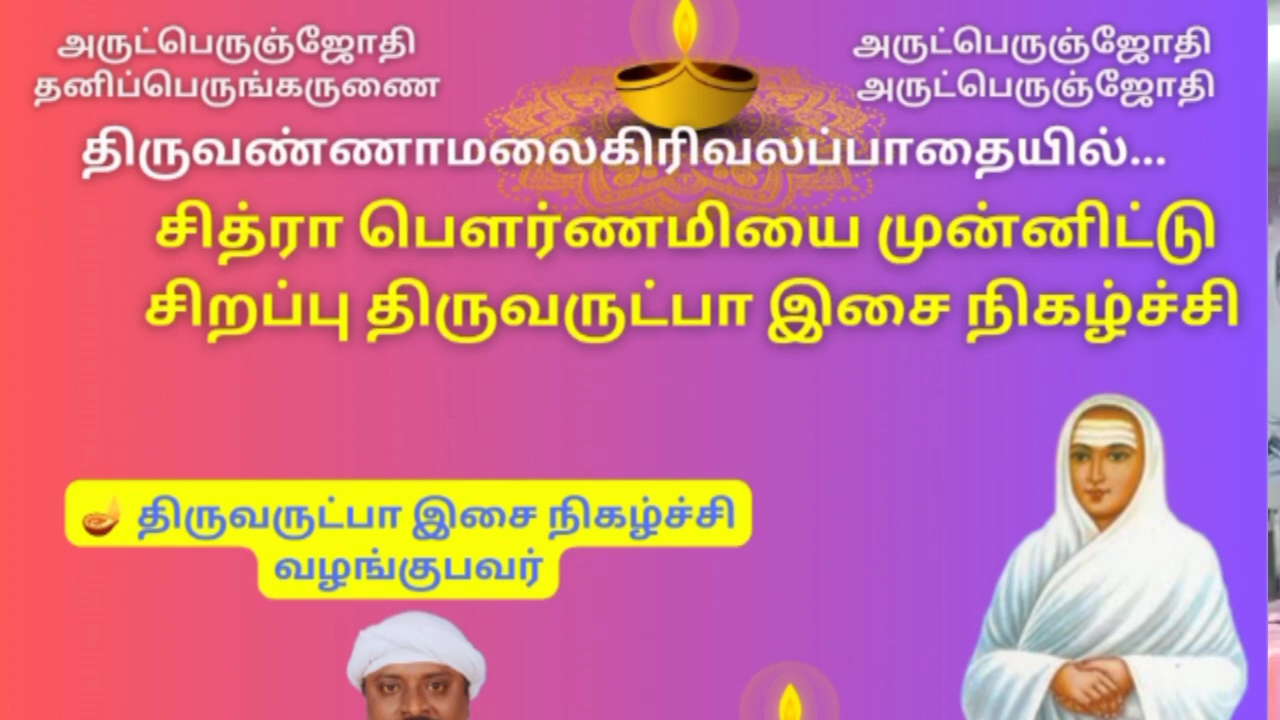 அருட்பெருஞ்ஜோதி
தனிப்பெருங்கருணை
அருட்பெருஞ்ஜோதி
அருட்பெருஞ்ஜோதி
திருவண்ணாமலைகிரிவலப்பாதையில்...
சித்ரா பௌர்ணமியை முன்னிட்டு
சிறப்பு திருவருட்பா இசை நிகழ்ச்சி
🪔 திருவருட்பா இசை நிகழ்ச்சி
வழங்குபவர்